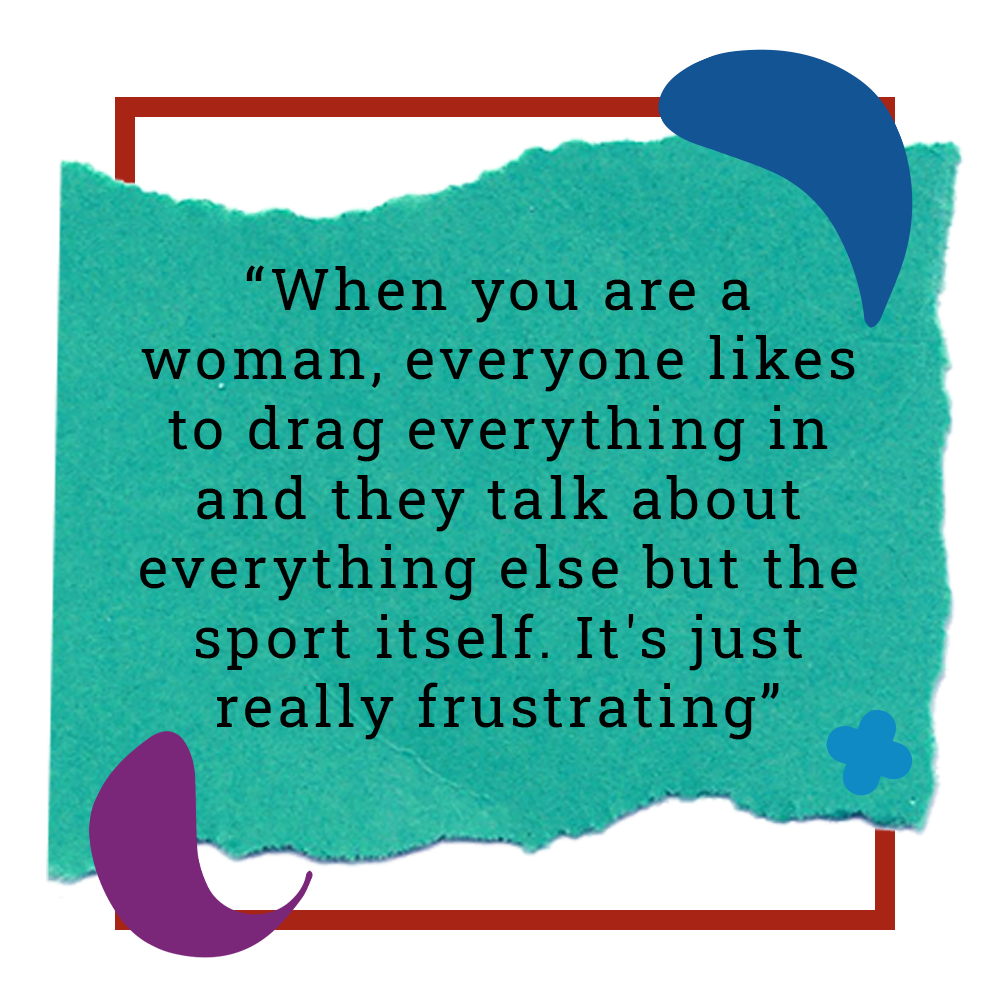 “When you are a
woman, everyone likes
to drag everything in
and they talk about
everything else but the
sport itself. It's just
really frustrating”